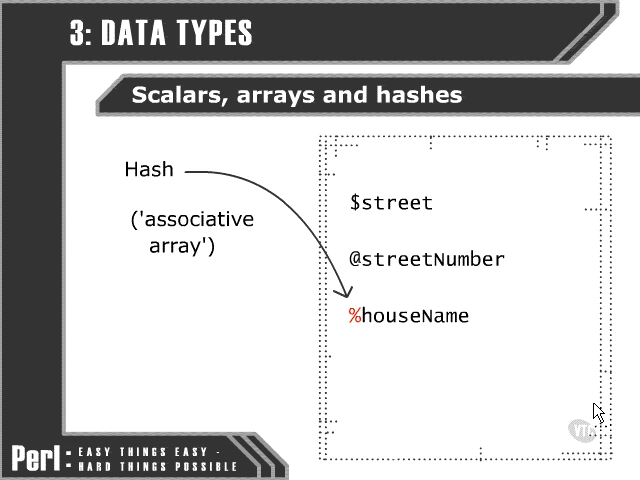 3: DATA TYPES
Scalars, arrays and hashes
Hash
('associative
array')
$street
@streetNumber
%houseName
VTC
Perl: EASY THINGS EASY -
HARD THINGS POSSIBLE